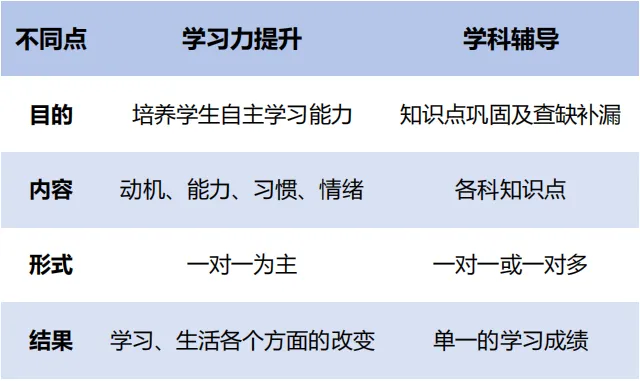 不同点 学习力提升 学科辅导
目的 培养学生自主学习能力 知识点巩固及查缺补漏
内容 动机、能力、习惯、情绪 各科知识点
形式 一对一为主 一对一或一对多
结果 学习、生活各个方面的改变 单一的学习成绩